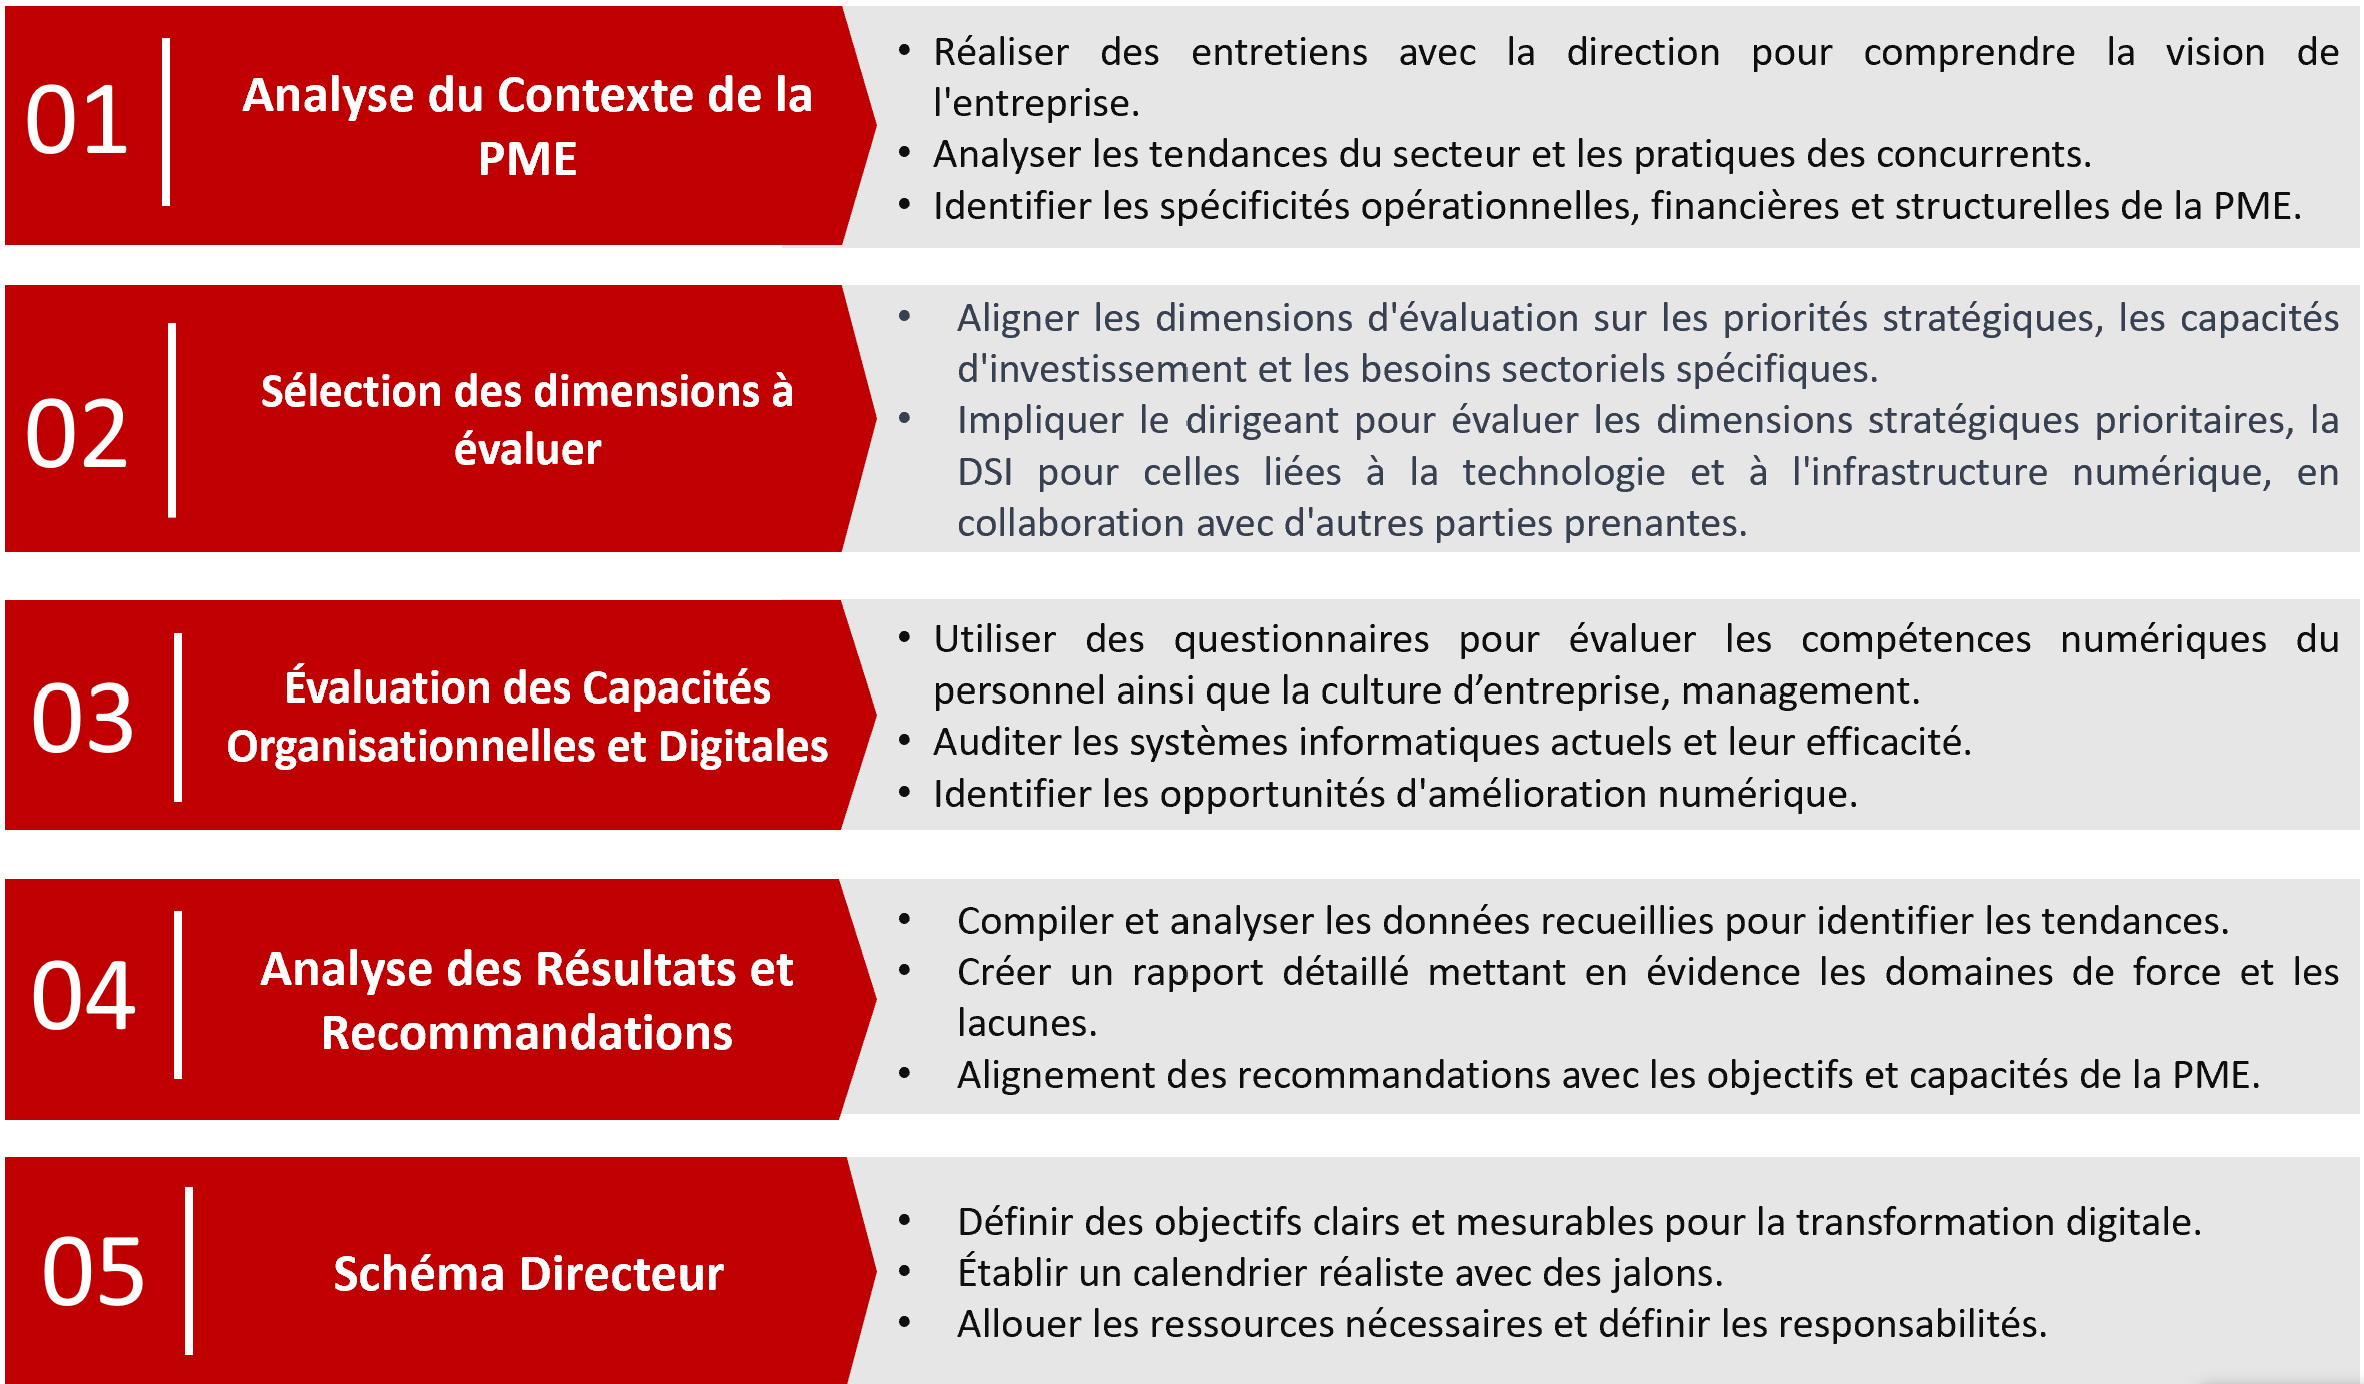 01
Analyse du Contexte de la
PME
• Réaliser des entretiens avec la direction pour comprendre la vision de
l'entreprise.
• Analyser les tendances du secteur et les pratiques des concurrents.
• Identifier les spécificités opérationnelles, financières et structurelles de la PME.
02
Sélection des dimensions à
évaluer
• Aligner les dimensions d'évaluation sur les priorités stratégiques, les capacités
d'investissement et les besoins sectoriels spécifiques.
• Impliquer le dirigeant pour évaluer les dimensions stratégiques prioritaires, la
DSI pour celles liées à la technologie et à l'infrastructure numérique, en
collaboration avec d'autres parties prenantes.
03
Évaluation des Capacités
Organisationnelles et Digitales
• Utiliser des questionnaires pour évaluer les compétences numériques du
personnel ainsi que la culture d’entreprise, management.
• Auditer les systèmes informatiques actuels et leur efficacité.
• Identifier les opportunités d'amélioration numérique.
04
Analyse des Résultats et
Recommandations
• Compiler et analyser les données recueillies pour identifier les tendances.
• Créer un rapport détaillé mettant en évidence les domaines de force et les
lacunes.
• Alignement des recommandations avec les objectifs et capacités de la PME.
05
Schéma Directeur
• Définir des objectifs clairs et mesurables pour la transformation digitale.
• Établir un calendrier réaliste avec des jalons.
• Allouer les ressources nécessaires et définir les responsabilités.